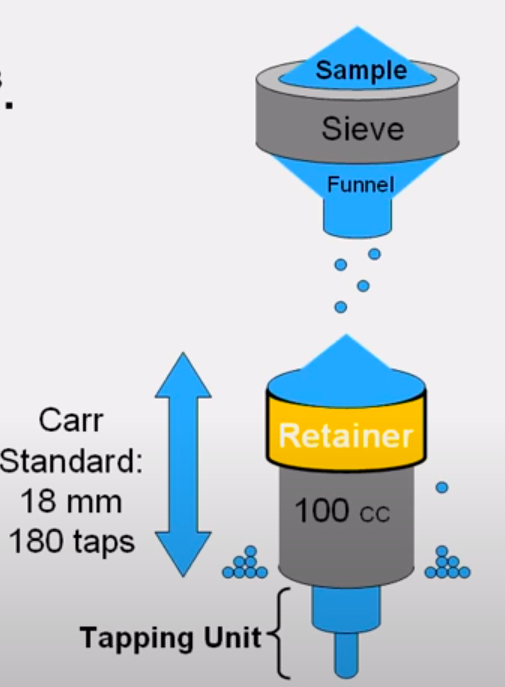 .
Sample
Sieve
Funnel
Retainer
Carr
Standard:
18 mm
180 taps
100 cc
Tapping Unit